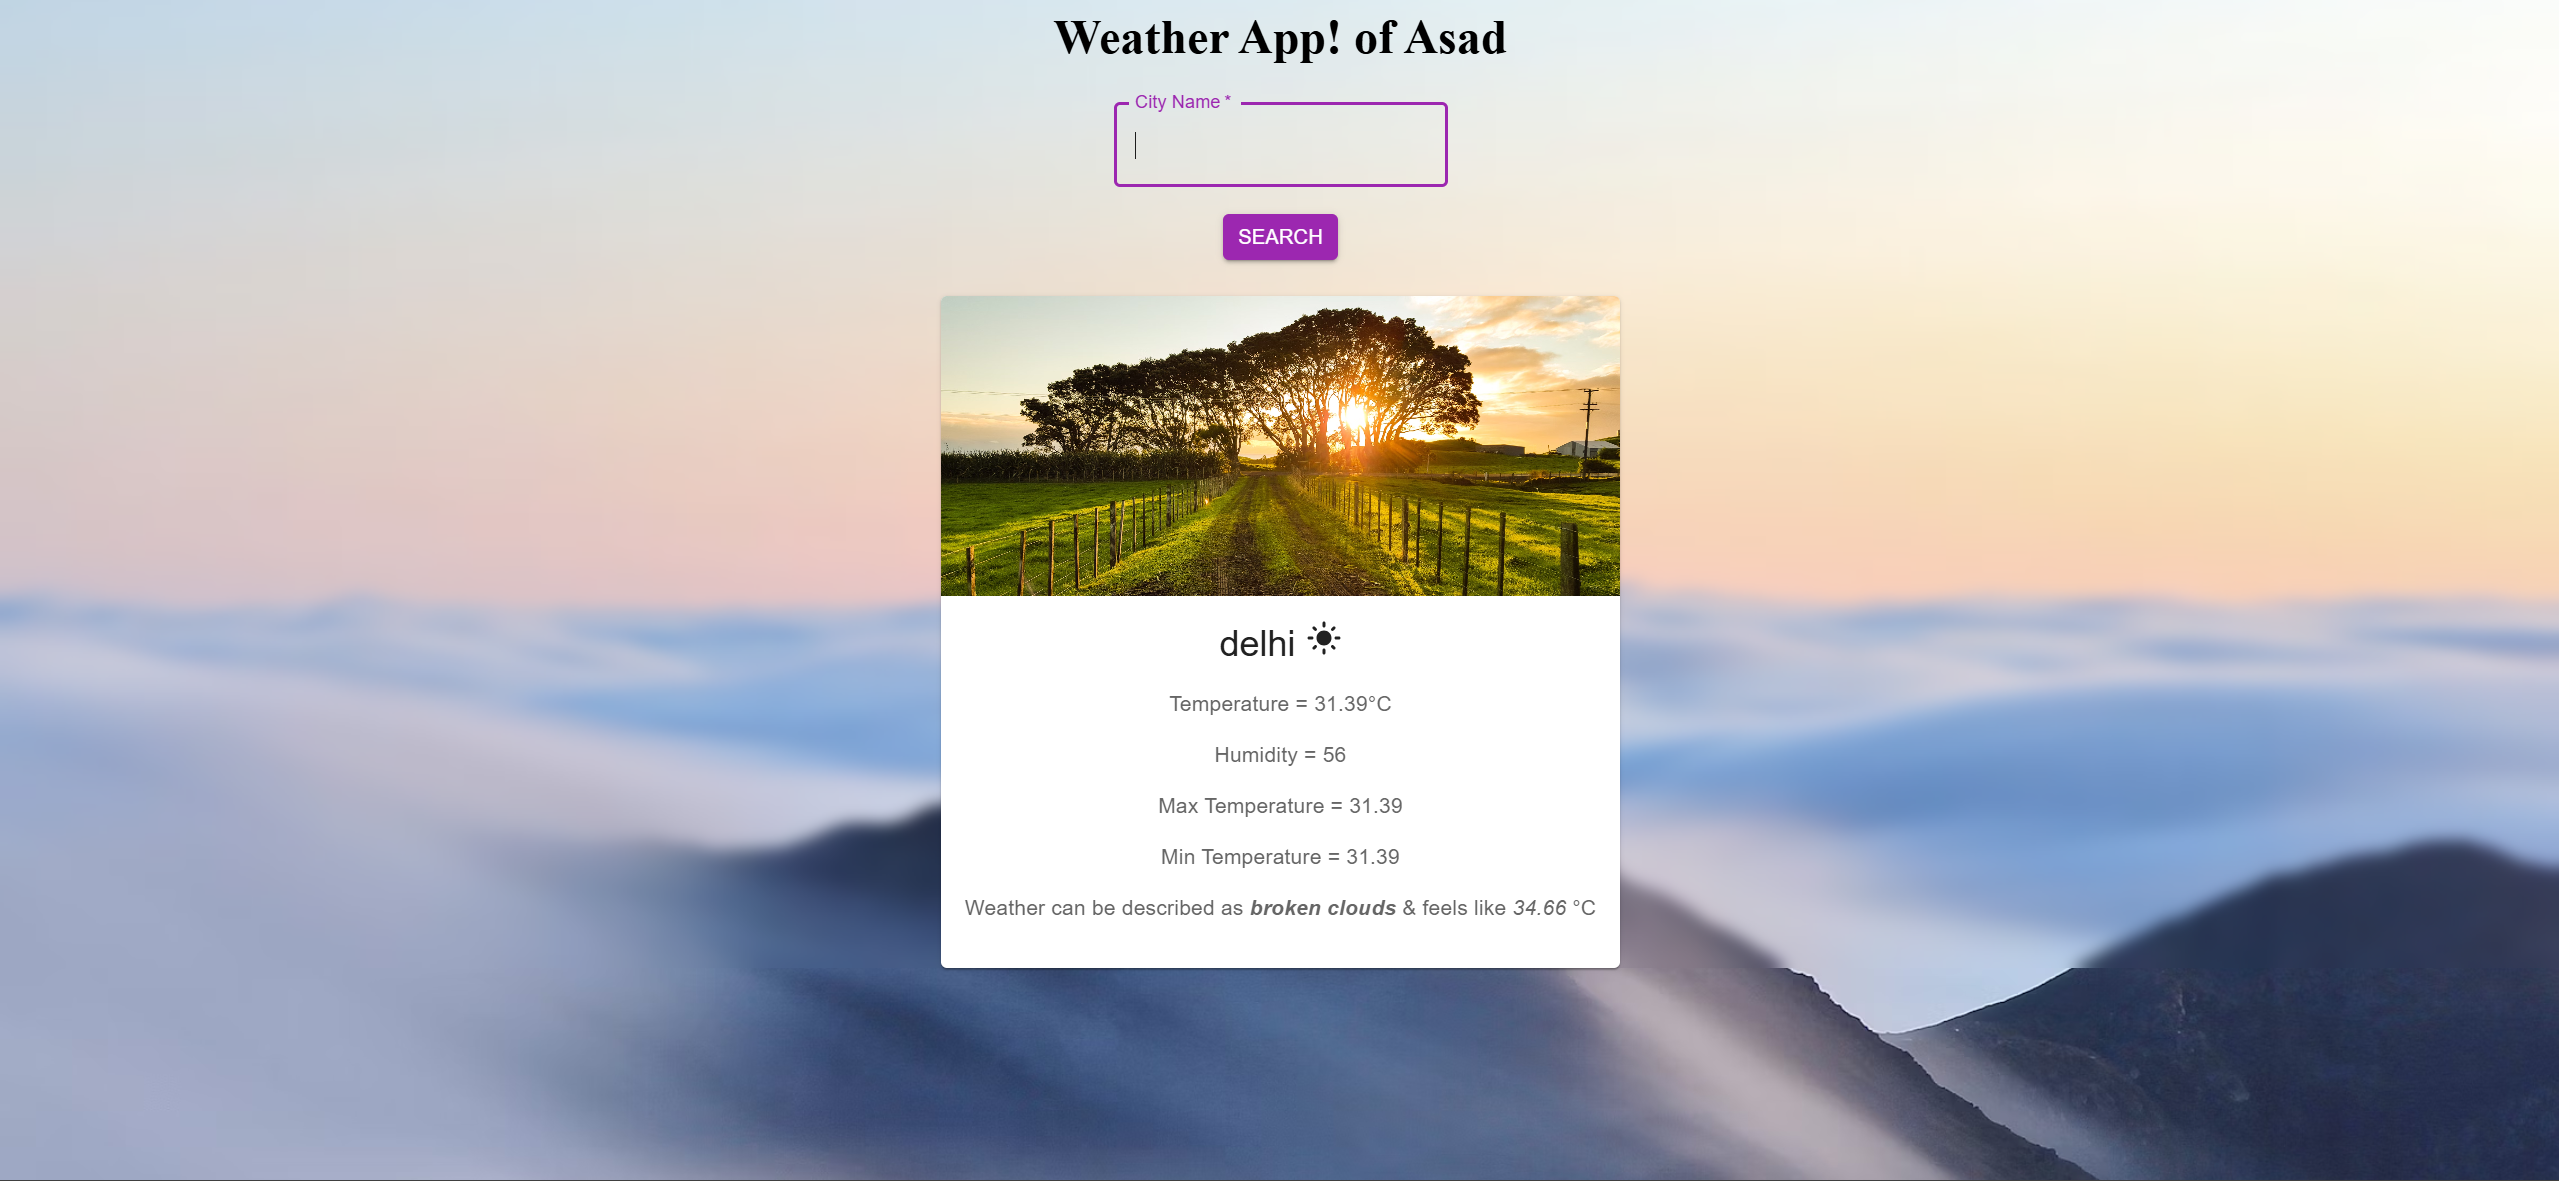 Weather App! of Asad
City Name *
SEARCH
delhi
Temperature = 31.39°C
Humidity = 56
Max Temperature = 31.39
Min Temperature = 31.39
Weather can be described as broken clouds & feels like 34.66 °C